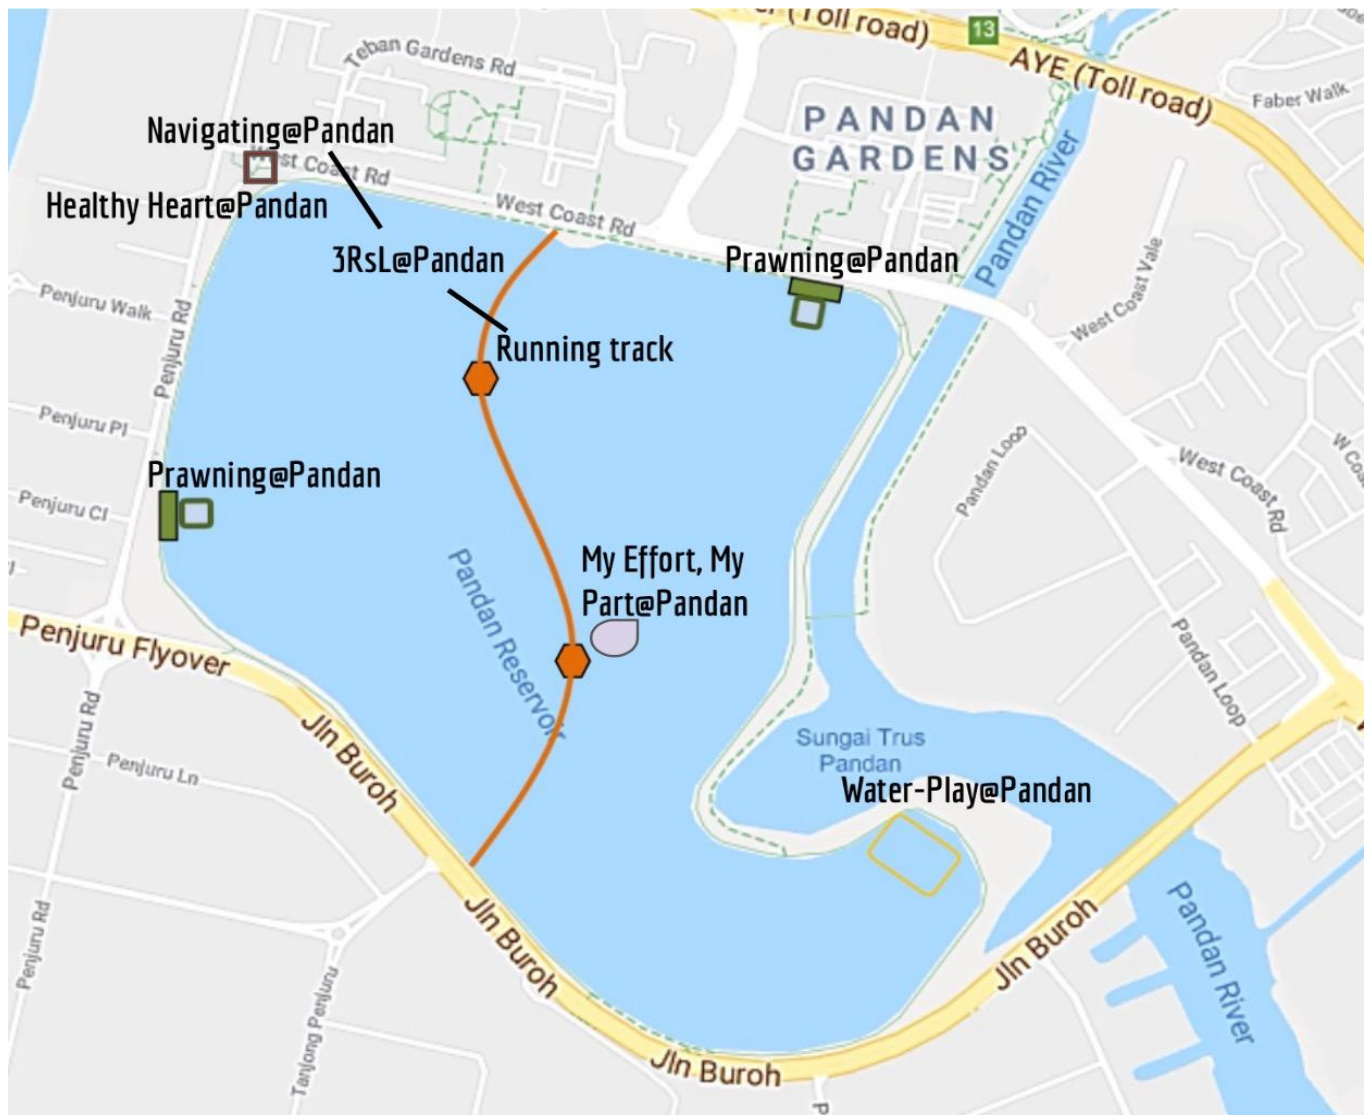 (Toll road)
13
AYE (Toll road)
Teban Gardens Rd
Faber Walk
PANDAN
GARDENS
Navigating@Pandan
West Coast Rd
Healthy Heart@Pandan
West Coast Rd
Pandan River
3RsL@Pandan
Prawning@Pandan
West Coast Vale
Penjuru Walk
Penjuru Rd
Running track
Penjuru Pl
Pandan Loop
West Coast Rd
Prawning@Pandan
Penjuru Cl
My Effort, My
Part@Pandan
Pandan Reservoir
Penjuru Flyover
Pandan Loop
Penjuru Rd
Jln Buroh
Sungai Trus
Pandan
Penjuru Ln
Water-Play@Pandan
Penjuru Rd
Jln Buroh
Jln Buroh
Pandan River
Tanjong Penjuru
Jln Buroh
P